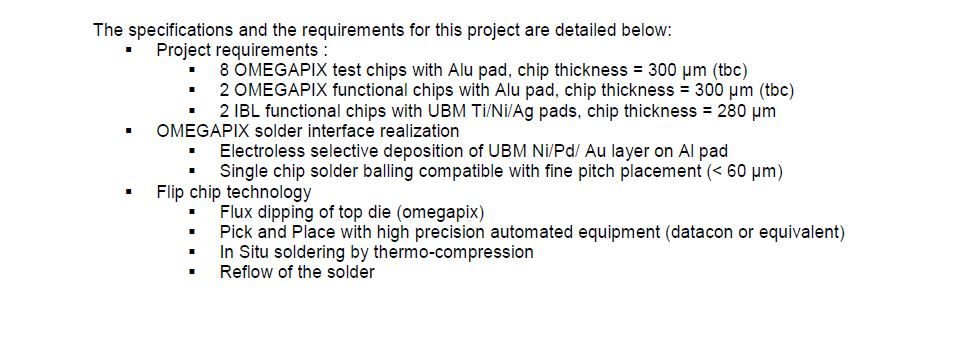 The specifications and the requirements for this project are detailed below:
▪ Project requirements :
▪ 8 OMEGAPIX test chips with Alu pad, chip thickness = 300 µm (tbc)
▪ 2 OMEGAPIX functional chips with Alu pad, chip thickness = 300 µm (tbc)
▪ 2 IBL functional chips with UBM Ti/Ni/Ag pads, chip thickness = 280 µm
▪ OMEGAPIX solder interface realization
▪ Electroless selective deposition of UBM Ni/Pd/ Au layer on Al pad
▪ Single chip solder balling compatible with fine pitch placement (< 60 µm)
▪ Flip chip technology
▪ Flux dipping of top die (omegapix)
▪ Pick and Place with high precision automated equipment (datacon or equivalent)
▪ In Situ soldering by thermo-compression
▪ Reflow of the solder